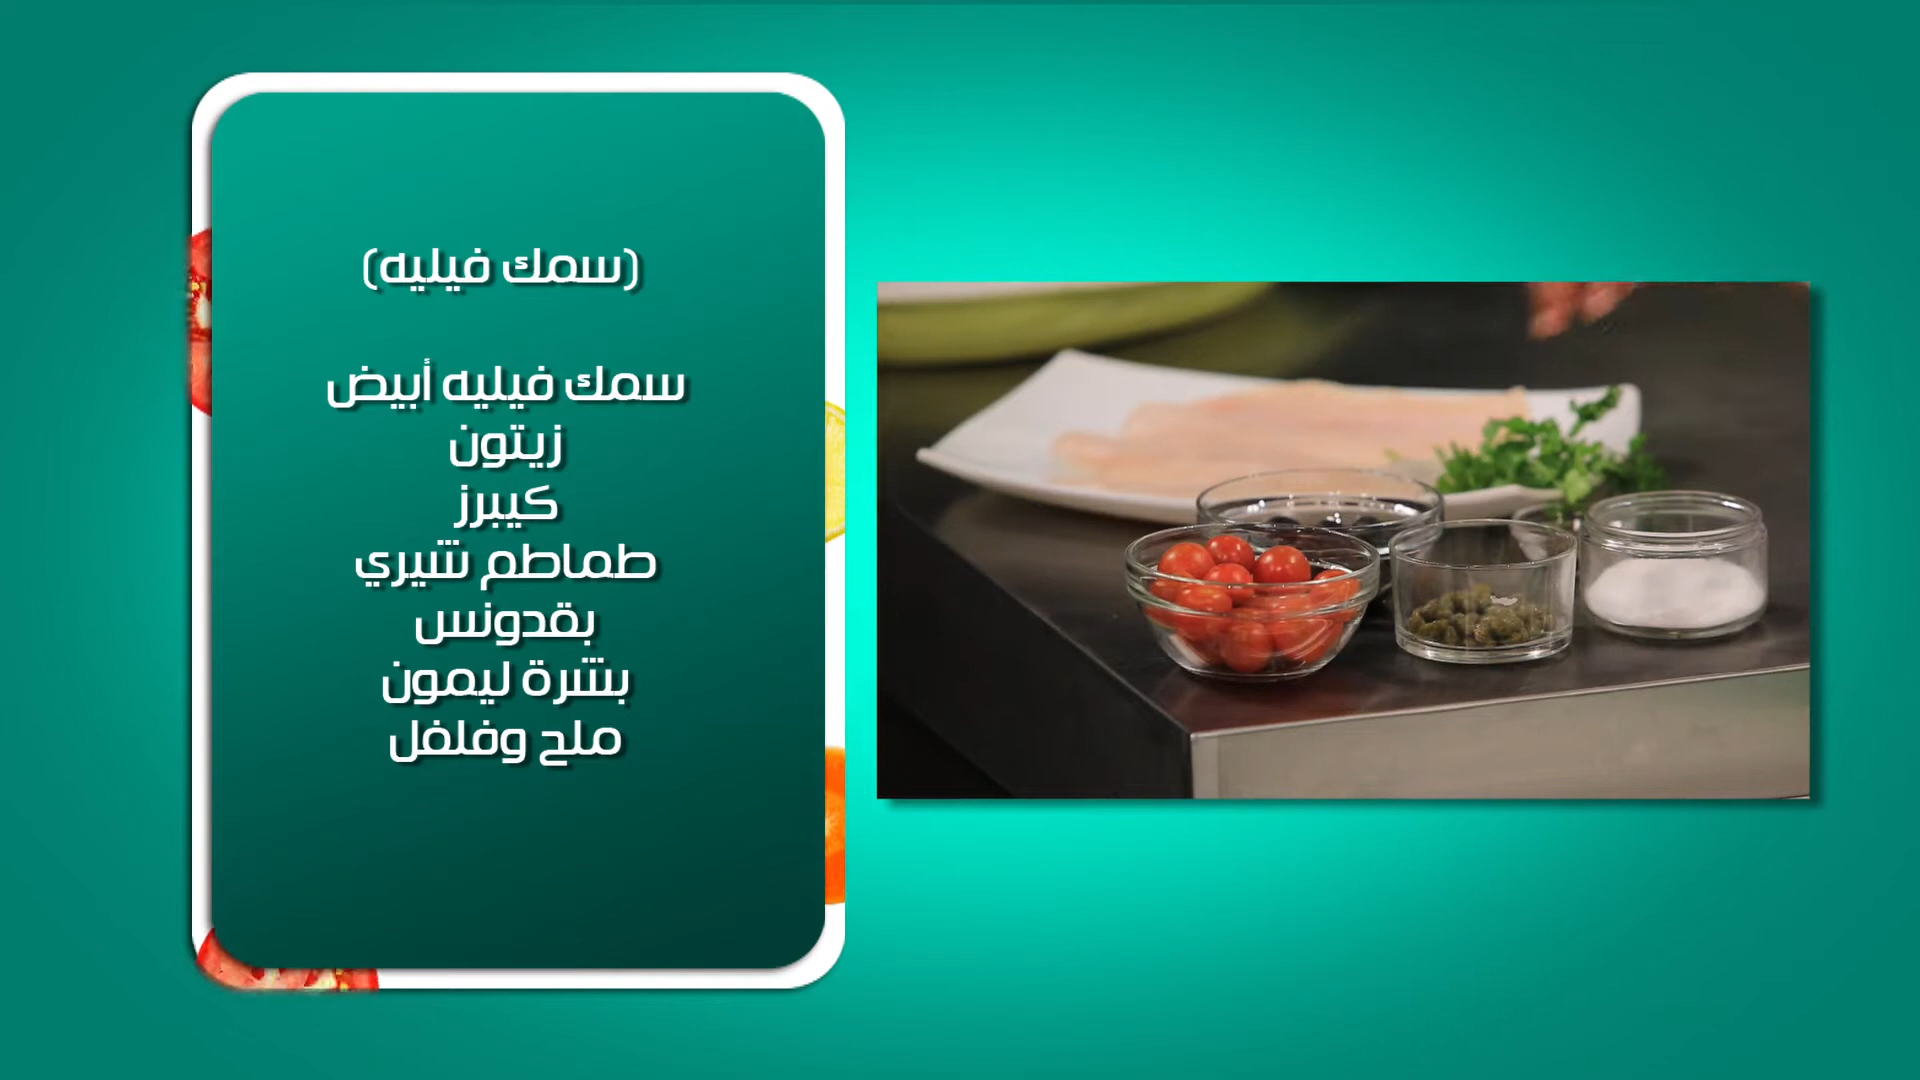 (سمك فيليه)
سمك فيليه أبيض
زيتون
كيبرز
طماطم شيري
بقدونس
بشرة ليمون
ملح وفلفل